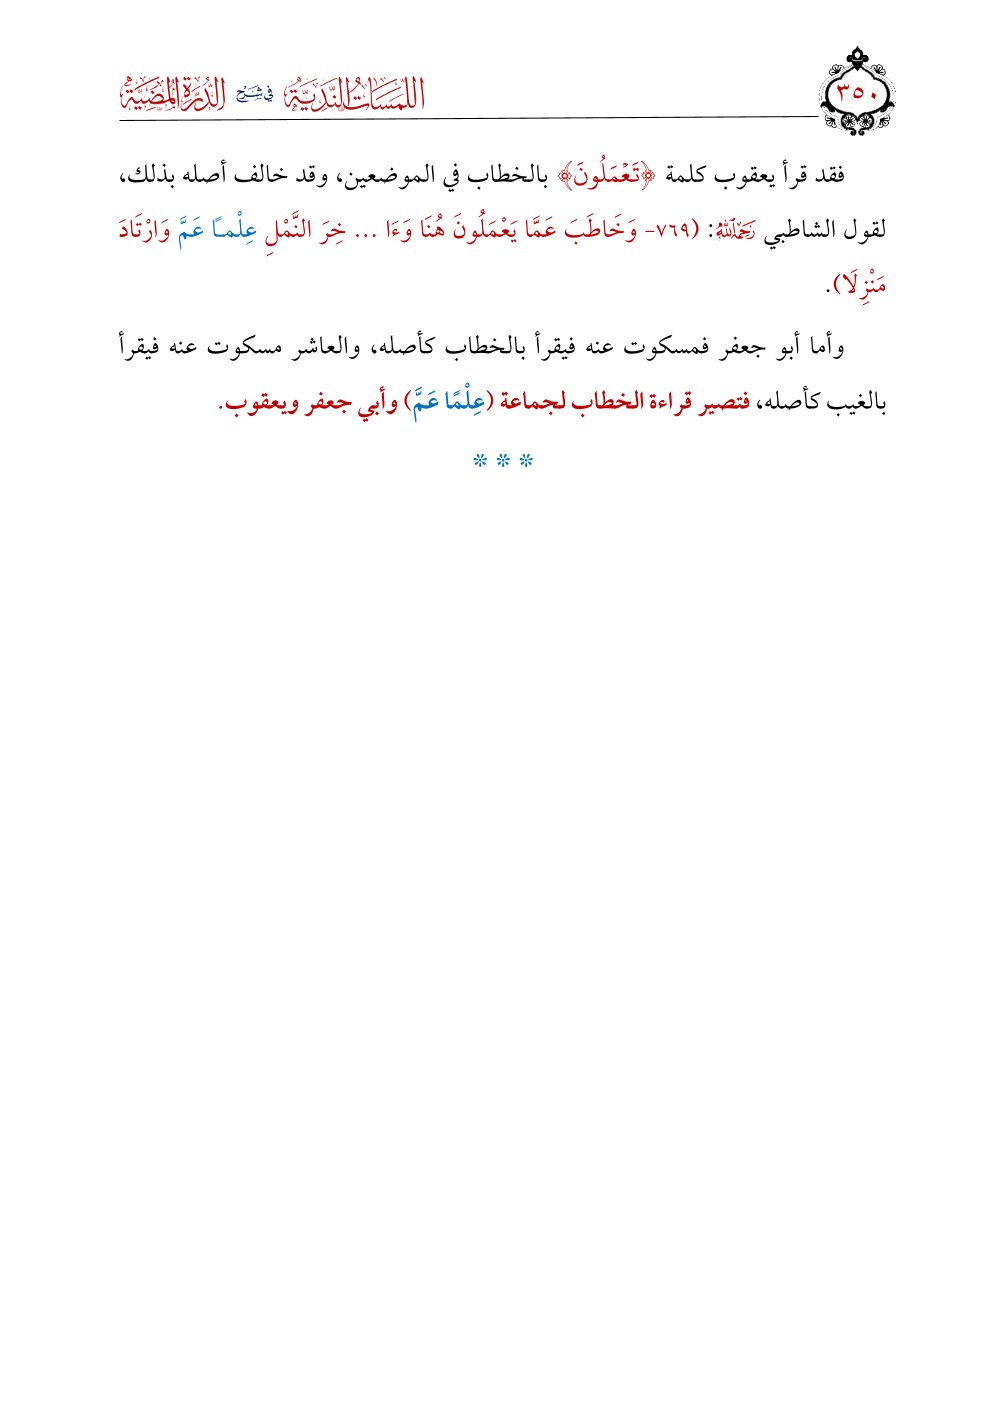 ٣٥٠
اللمسات الندية في شرح الدرة المضية
فقد قرأ يعقوب كلمة ﴿تَعْمَلُونَ﴾ بالخطاب في الموضعين، وقد خالف أصله بذلك،
لقول الشاطبي رَحِمَهُ ٱللَّهُ: (٧٦٩- وَخَاطَبَ عَمَّا يَعْمَلُونَ هُنَا وَءَا ... خِرَ النَّمْلِ عِلْمـًا عَمَّ وَارْتَادَ
مَنْزِلَا).
وأما أبو جعفر فمسكوت عنه فيقرأ بالخطاب كأصله، والعاشر مسكوت عنه فيقرأ
بالغيب كأصله، فتصير قراءة الخطاب لجماعة (عِلْمًا عَمَّ) وأبي جعفر ويعقوب.
* * *